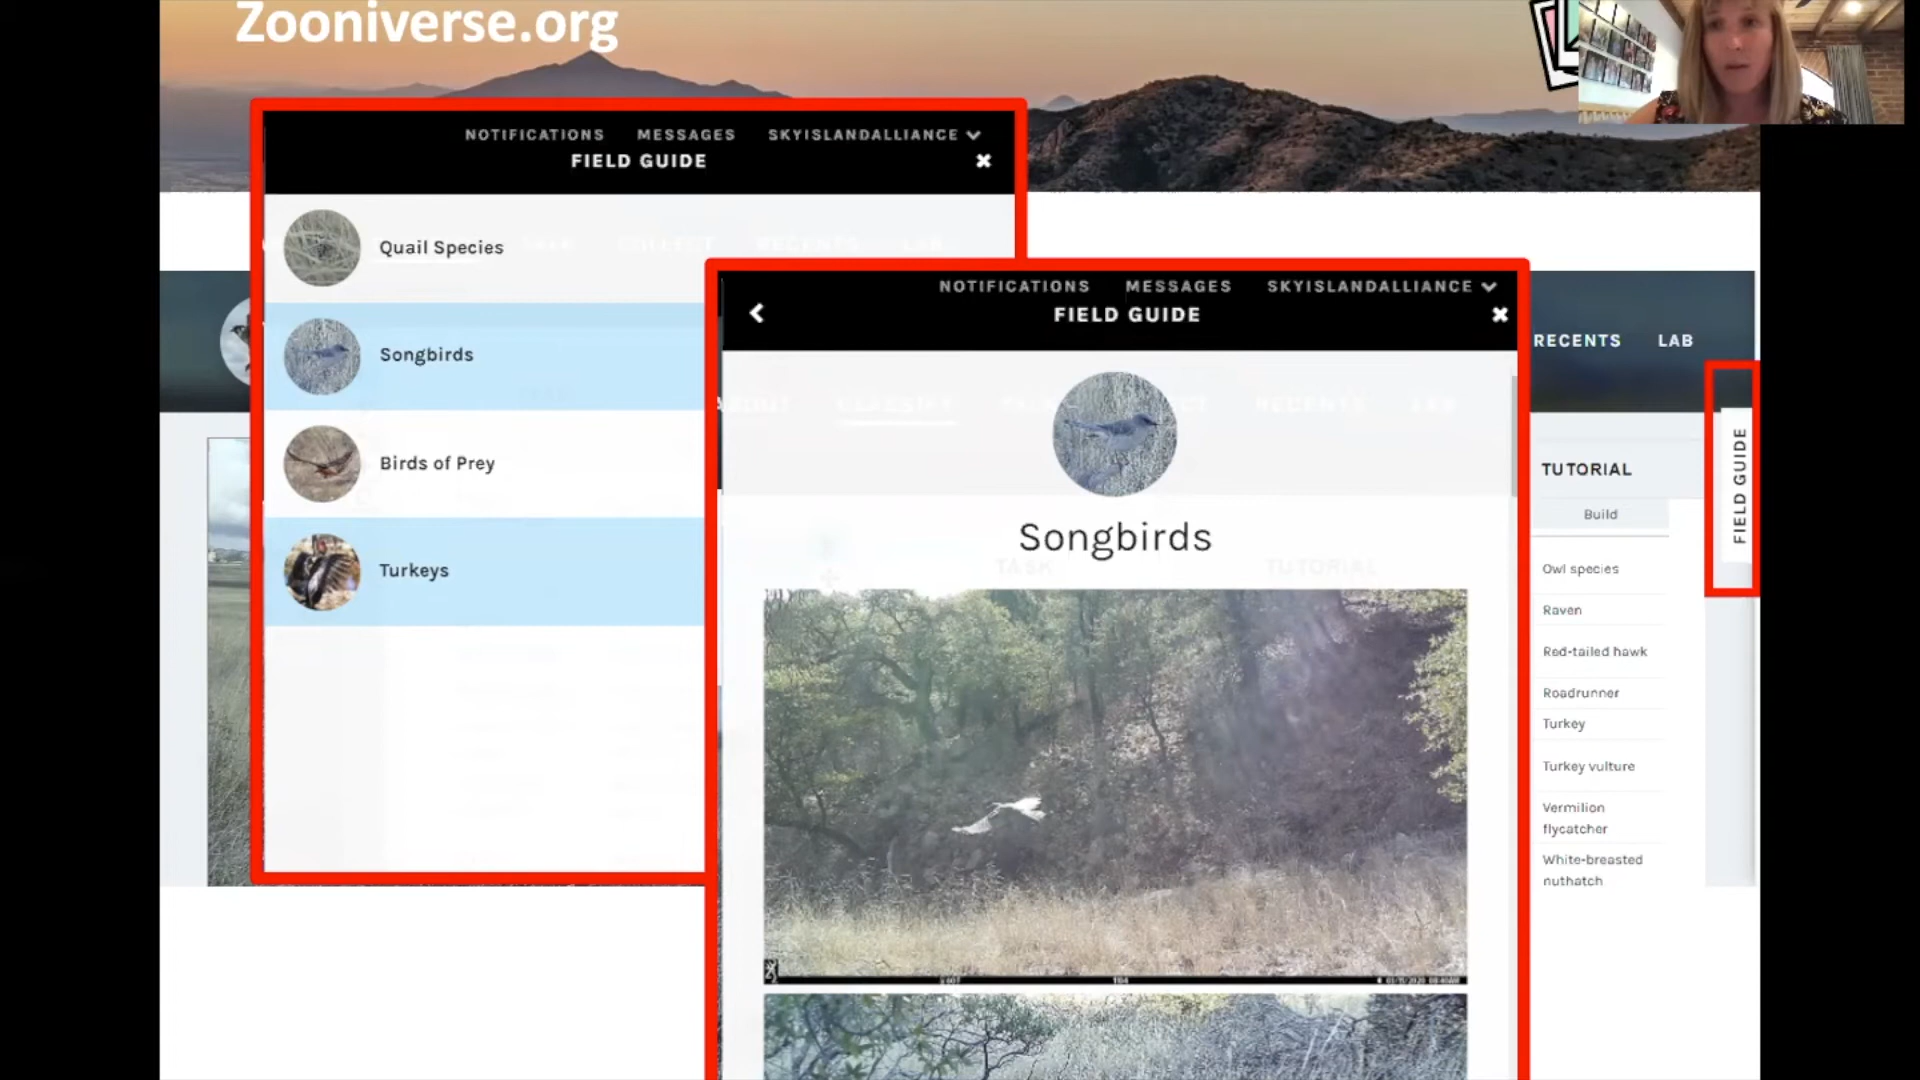 Zooniverse.org
NOTIFICATIONS MESSAGES SKYISLANDALLIANCE
FIELD GUIDE
Quail Species
Songbirds
Birds of Prey
Turkeys
NOTIFICATIONS MESSAGES SKYISLANDALLIANCE
FIELD GUIDE
Songbirds
RECENTS LAB
FIELD GUIDE
TUTORIAL
Build
Owl species
Raven
Red-tailed hawk
Roadrunner
Turkey
Turkey vulture
Vermilion
flycatcher
White-breasted
nuthatch